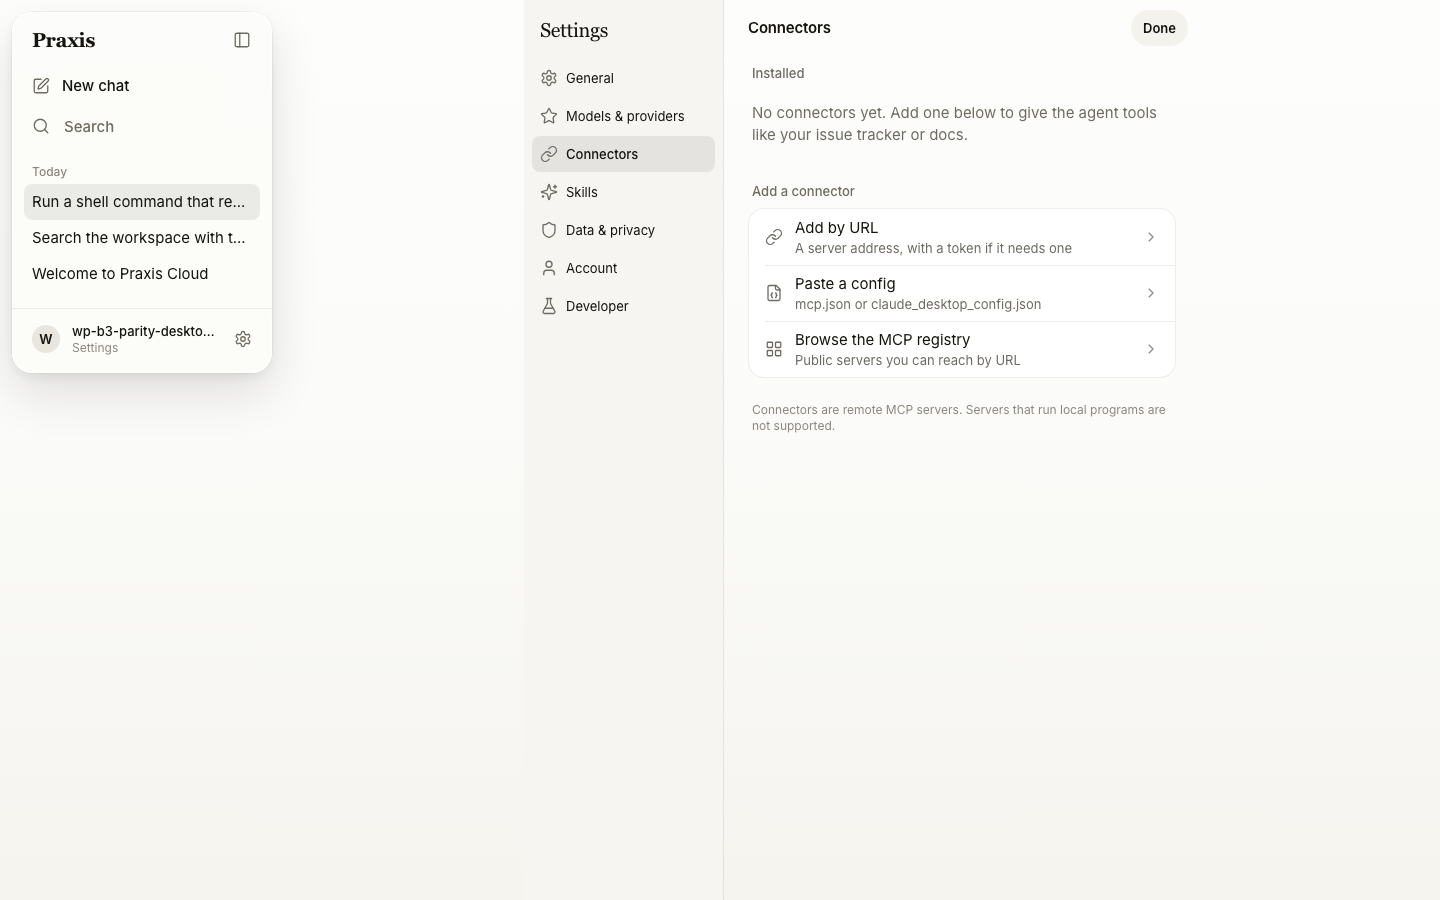 Praxis
New chat
Search
Today
Run a shell command that re...
Search the workspace with t...
Welcome to Praxis Cloud
W
wp-b3-parity-deskto...
Settings
Settings
General
Models & providers
Connectors
Skills
Data & privacy
Account
Developer
Connectors
Done
Installed
No connectors yet. Add one below to give the agent tools
like your issue tracker or docs.
Add a connector
Add by URL
A server address, with a token if it needs one
Paste a config
mcp.json or claude_desktop_config.json
Browse the MCP registry
Public servers you can reach by URL
Connectors are remote MCP servers. Servers that run local programs are
not supported.